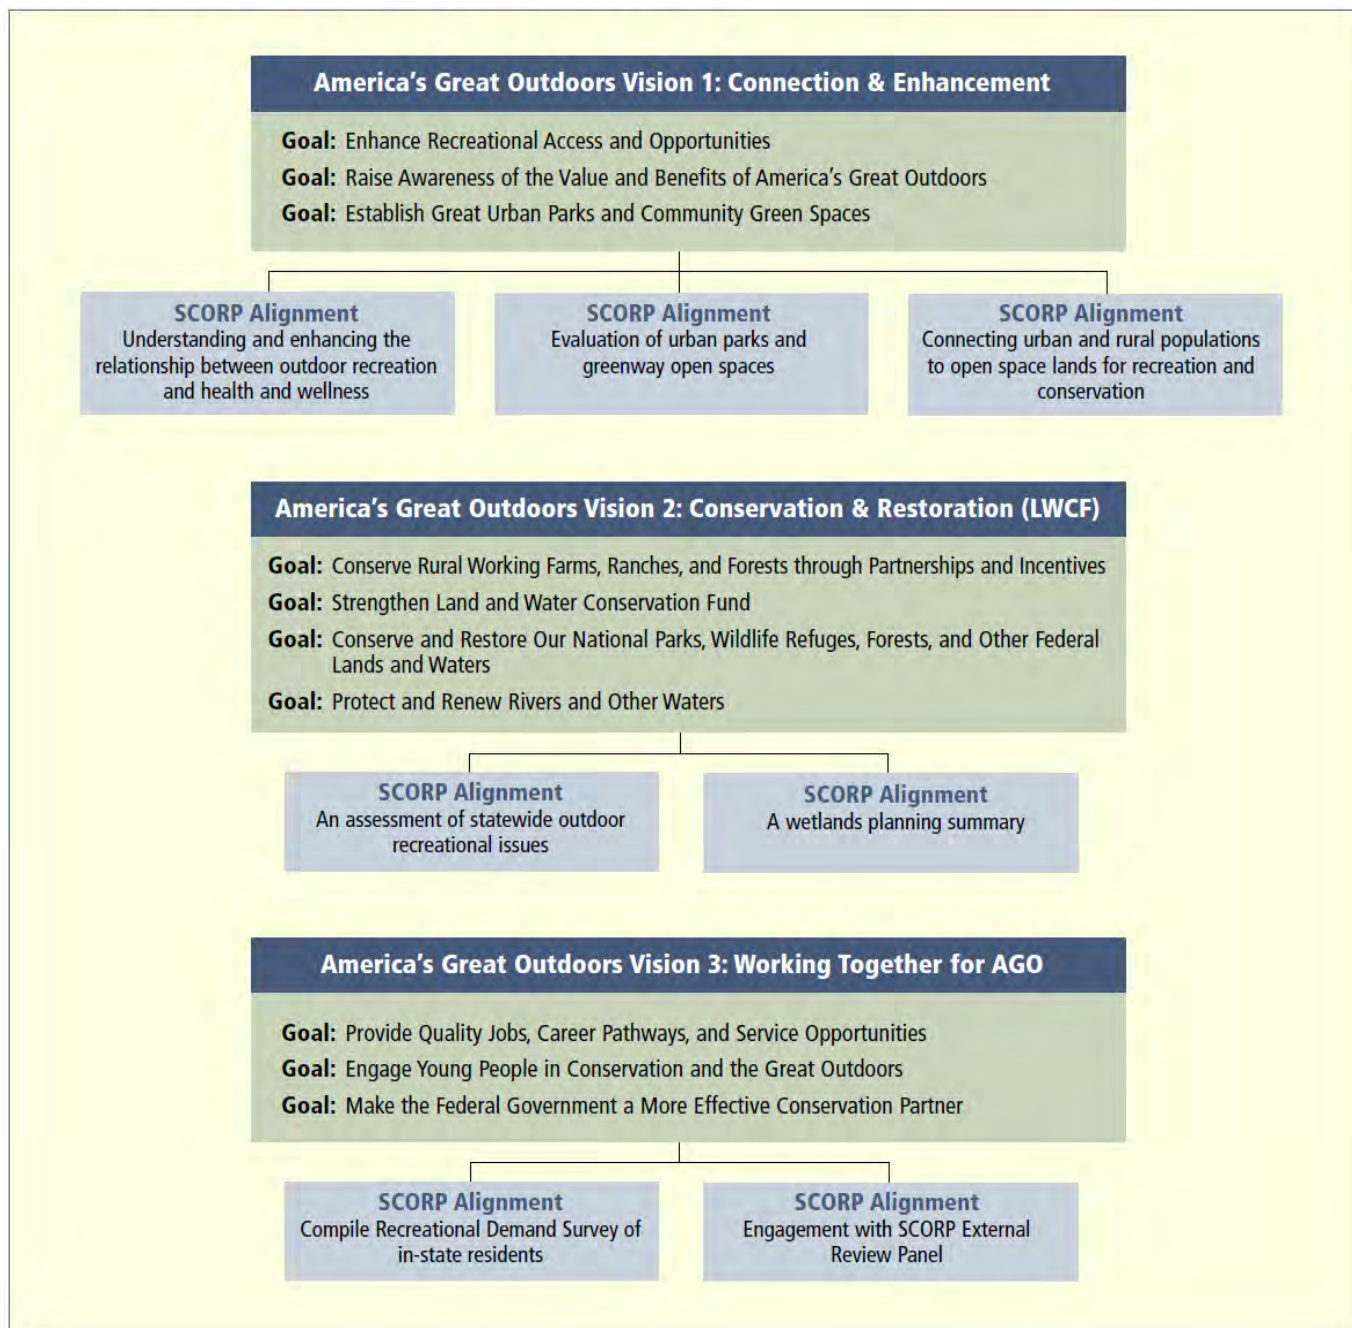 America's Great Outdoors Vision 1: Connection & Enhancement
Goal: Enhance Recreational Access and Opportunities
Goal: Raise Awareness of the Value and Benefits of America's Great Outdoors
Goal: Establish Great Urban Parks and Community Green Spaces
SCORP Alignment
Understanding and enhancing the
relationship between outdoor recreation
and health and wellness
SCORP Alignment
Evaluation of urban parks and
greenway open spaces
SCORP Alignment
Connecting urban and rural populations
to open space lands for recreation and
conservation
America's Great Outdoors Vision 2: Conservation & Restoration (LWCF)
Goal: Conserve Rural Working Farms, Ranches, and Forests through Partnerships and Incentives
Goal: Strengthen Land and Water Conservation Fund
Goal: Conserve and Restore Our National Parks, Wildlife Refuges, Forests, and Other Federal
Lands and Waters
Goal: Protect and Renew Rivers and Other Waters
SCORP Alignment
An assessment of statewide outdoor
recreational issues
SCORP Alignment
A wetlands planning summary
America's Great Outdoors Vision 3: Working Together for AGO
Goal: Provide Quality Jobs, Career Pathways, and Service Opportunities
Goal: Engage Young People in Conservation and the Great Outdoors
Goal: Make the Federal Government a More Effective Conservation Partner
SCORP Alignment
Compile Recreational Demand Survey of
in-state residents
SCORP Alignment
Engagement with SCORP External
Review Panel